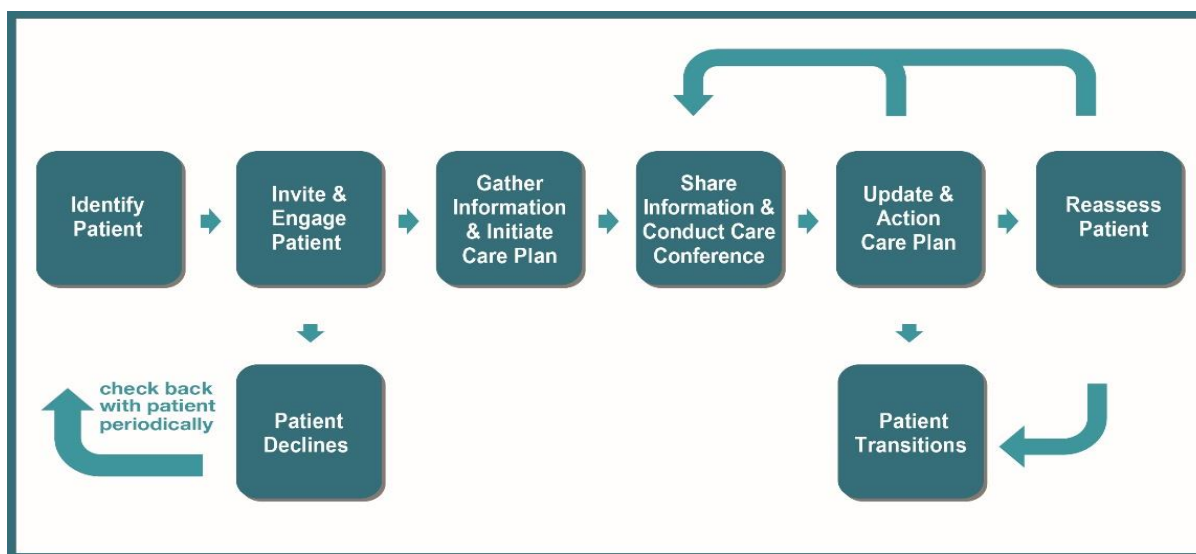 Identify
Patient
Invite &
Engage
Patient
Gather
Information
& Initiate
Care Plan
Share
Information &
Conduct Care
Conference
Update &
Action
Care Plan
Reassess
Patient
check back
with patient
periodically
Patient
Declines
Patient
Transitions